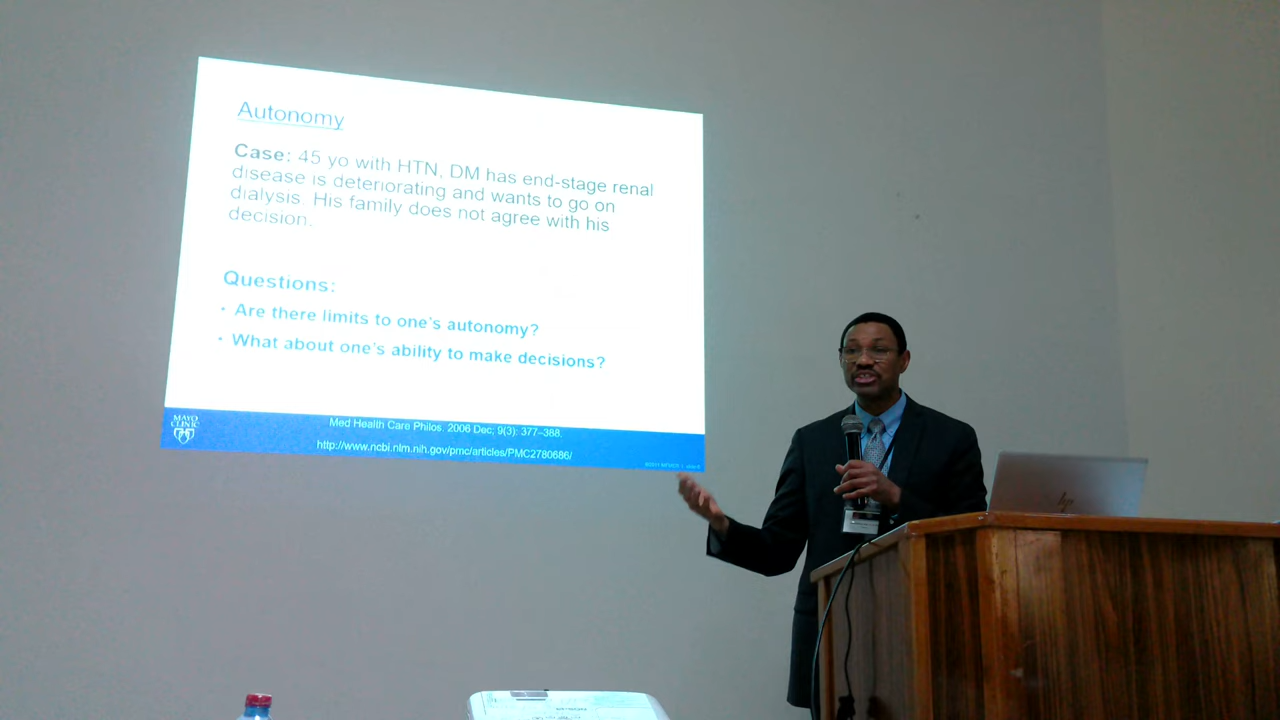 Autonomy
Case: 45 yo with HTN, DM has end-stage renal
disease is deteriorating and wants to go on
dialysis. His family does not agree with his
decision.
Questions:
• Are there limits to one's autonomy?
• What about one's ability to make decisions?
MAYO
CLINIC
Med Health Care Philos. 2006 Dec; 9(3): 377–388.
http://www.ncbi.nlm.nih.gov/pmc/articles/PMC2780686/
hp